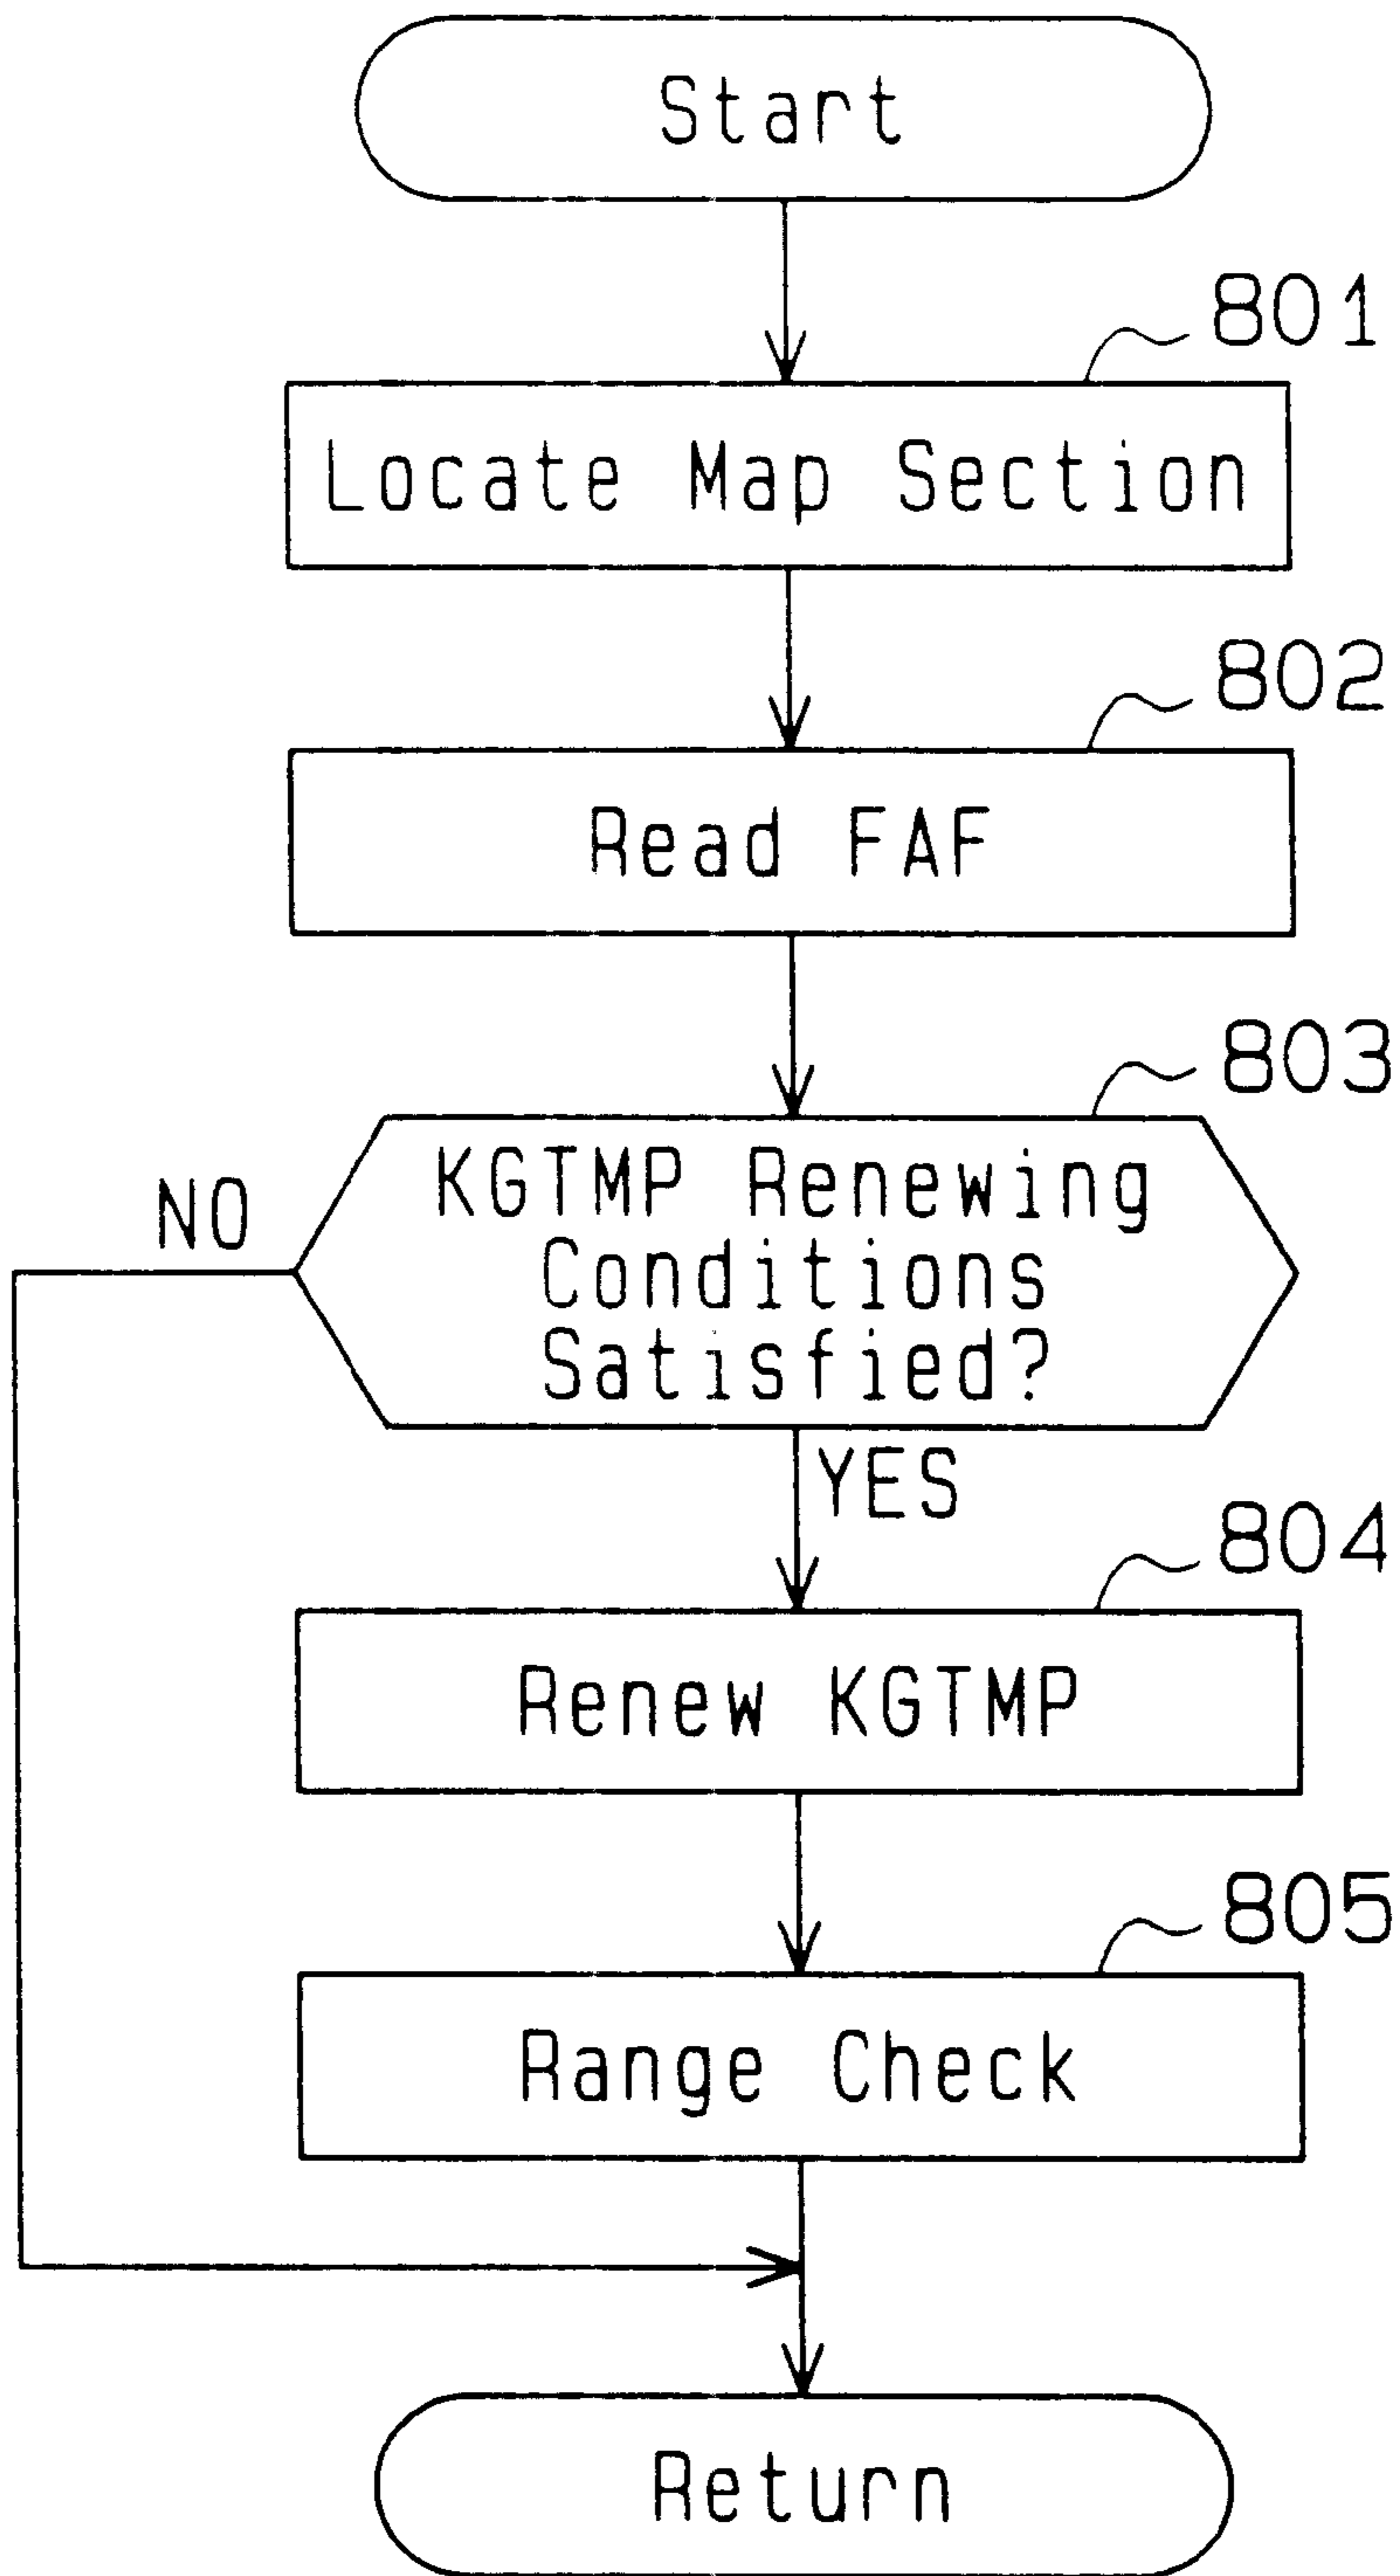 Start
801
Locate Map Section
802
Read FAF
803
KGTMP Renewing
Conditions
Satisfied?
NO
YES
804
Renew KGTMP
805
Range Check
Return